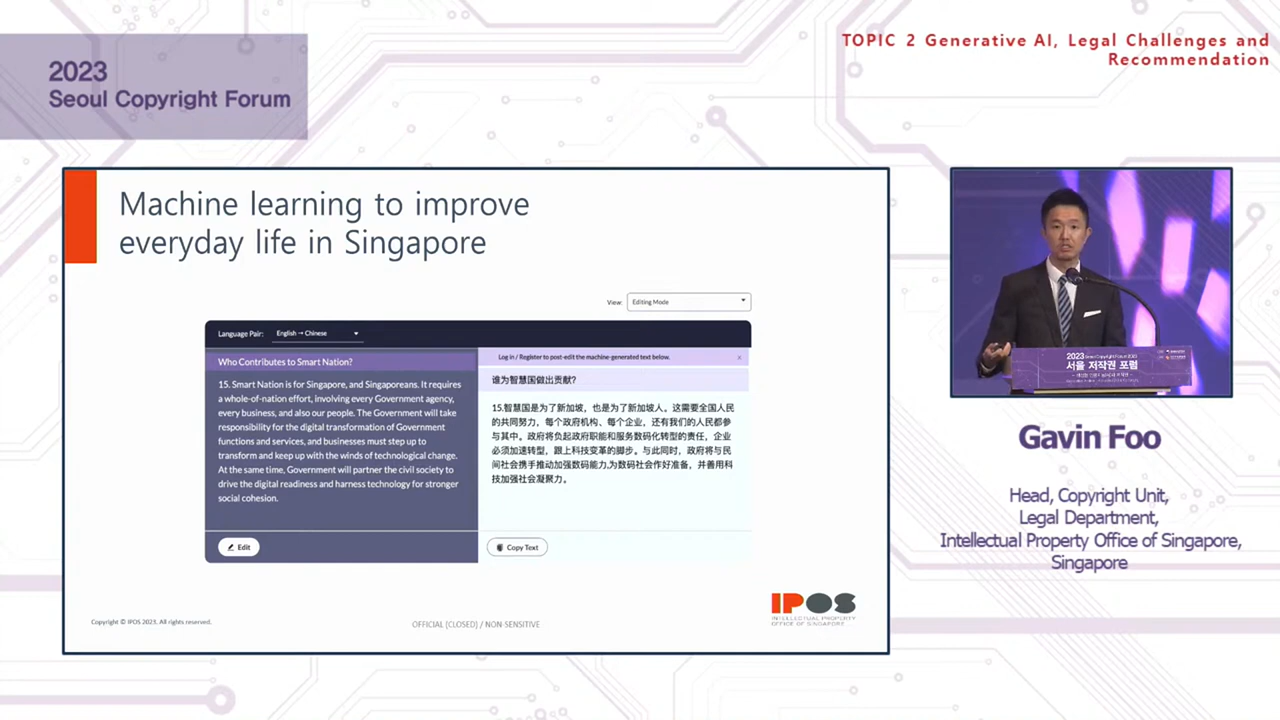 TOPIC 2 Generative AI, Legal Challenges and
Recommendation
2023
Seoul Copyright Forum
Machine learning to improve
everyday life in Singapore
View:
Editing Mode
Language Pair:
English → Chinese
Who Contributes to Smart Nation?
15. Smart Nation is for Singapore, and Singaporeans. It requires
a whole-of-nation effort, involving every Government agency,
every business, and also our people. The Government will take
responsibility for the digital transformation of Government
functions and services, and businesses must step up to
transform and keep up with the winds of technological change.
At the same time, Government will partner the civil society to
drive the digital readiness and harness technology for stronger
social cohesion.
Edit
Log in / Register to post-edit the machine-generated text below.
x
谁为智慧国做出贡献?
15.智慧国是为了新加坡，也是为了新加坡人。这需要全国人民
的共同努力，每个政府机构、每个企业，还有我们的人民都参
与其中。政府将负起政府职能和服务数码化转型的责任，企业
必须加速转型，跟上科技变革的脚步。与此同时，政府将与民
间社会携手推动加强数码能力,为数码社会作好准备，并善用科
技加强社会凝聚力。
Copy Text
Copyright © IPOS 2023. All rights reserved.
OFFICIAL (CLOSED) / NON-SENSITIVE
IPOS
INTELLECTUAL PROPERTY
OFFICE OF SINGAPORE
2023 Seoul Copyright Forum 2023
서울 저작권 포럼
Gavin Foo
Head, Copyright Unit,
Legal Department,
Intellectual Property Office of Singapore,
Singapore